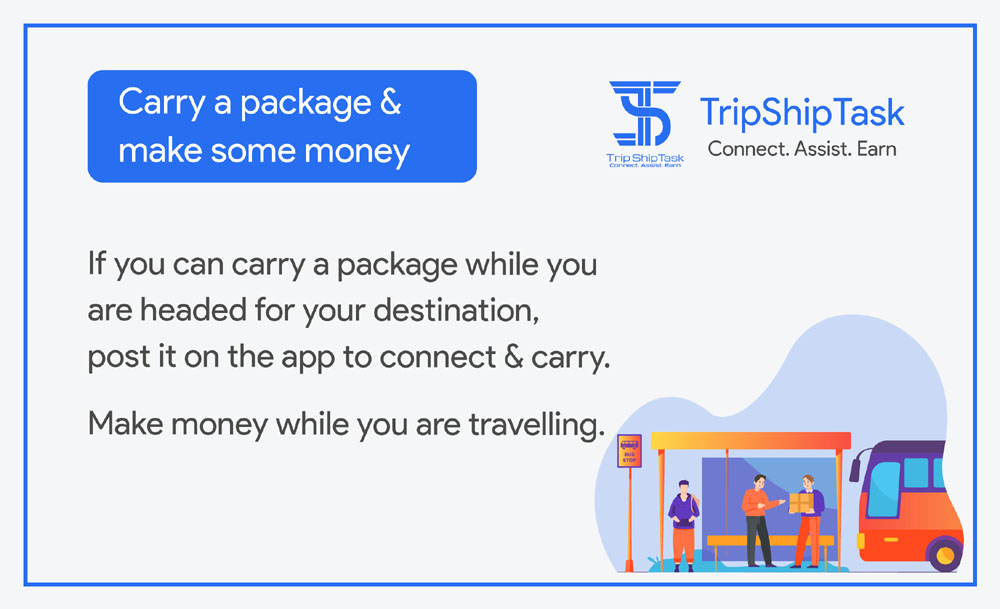 Carry a package &
make some money
TripShipTask
Connect. Assist. Earn
TripShipTask
Connect. Assist. Earn
If you can carry a package while you
are headed for your destination,
post it on the app to connect & carry.
Make money while you are travelling.
BUS
STOP